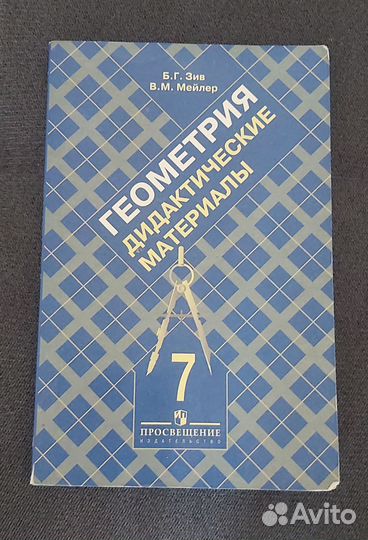 Б.Г. Зив
В.М. Мейлер
ГЕОМЕТРИЯ
ДИДАКТИЧЕСКИЕ
МАТЕРИАЛЫ
7
ПРОСВЕЩЕНИЕ
ИЗДАТЕЛЬСТВО
Avito